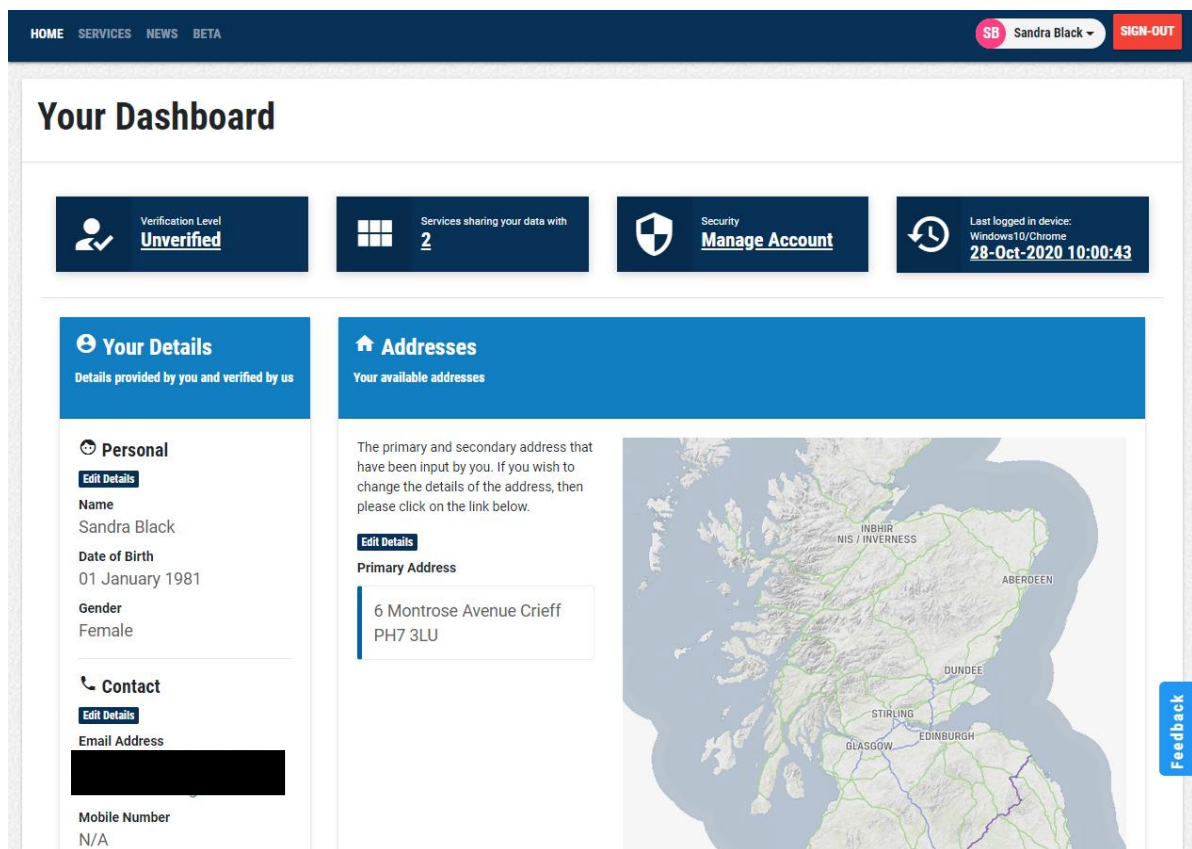 HOME SERVICES NEWS BETA
SB Sandra Black
SIGN-OUT
Your Dashboard
Verification Level
Unverified
Services sharing your data with
2
Security
Manage Account
Last logged in device:
Windows10/Chrome
28-Oct-2020 10:00:43
Your Details
Details provided by you and verified by us
Personal
Edit Details
Name
Sandra Black
Date of Birth
01 January 1981
Gender
Female
Contact
Edit Details
Email Address
Mobile Number
N/A
Addresses
Your available addresses
The primary and secondary address that
have been input by you. If you wish to
change the details of the address, then
please click on the link below.
Edit Details
Primary Address
6 Montrose Avenue Crieff
PH7 3LU
INBHIR
NIS / INVERNESS
ABERDEEN
DUNDEE
STIRLING
GLASGOW
EDINBURGH
Feedback